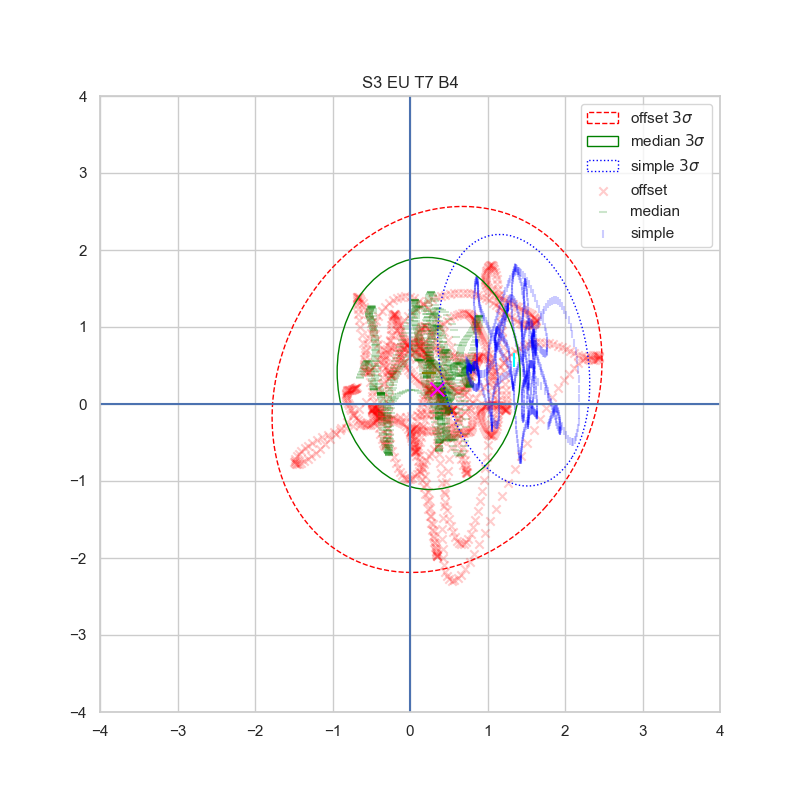 S3 EU T7 B4
offset 3σ
median 3σ
simple 3σ
offset
median
simple
4
3
2
1
0
−1
−2
−3
−4
−4 −3 −2 −1 0 1 2 3 4